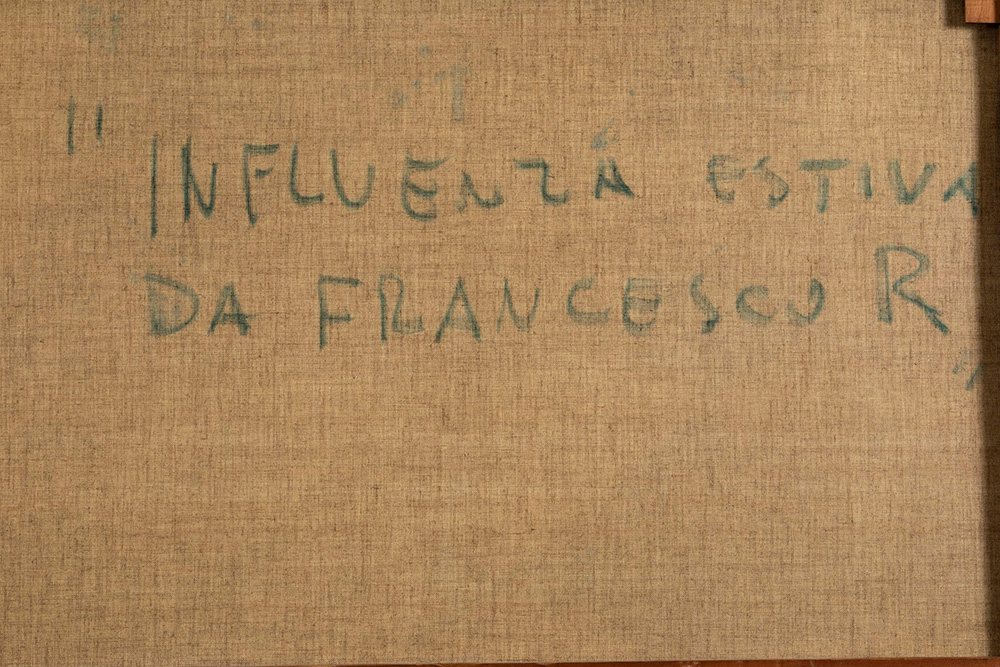 "INFLUENZA ESTIVA
DA FRANCESCO R
"